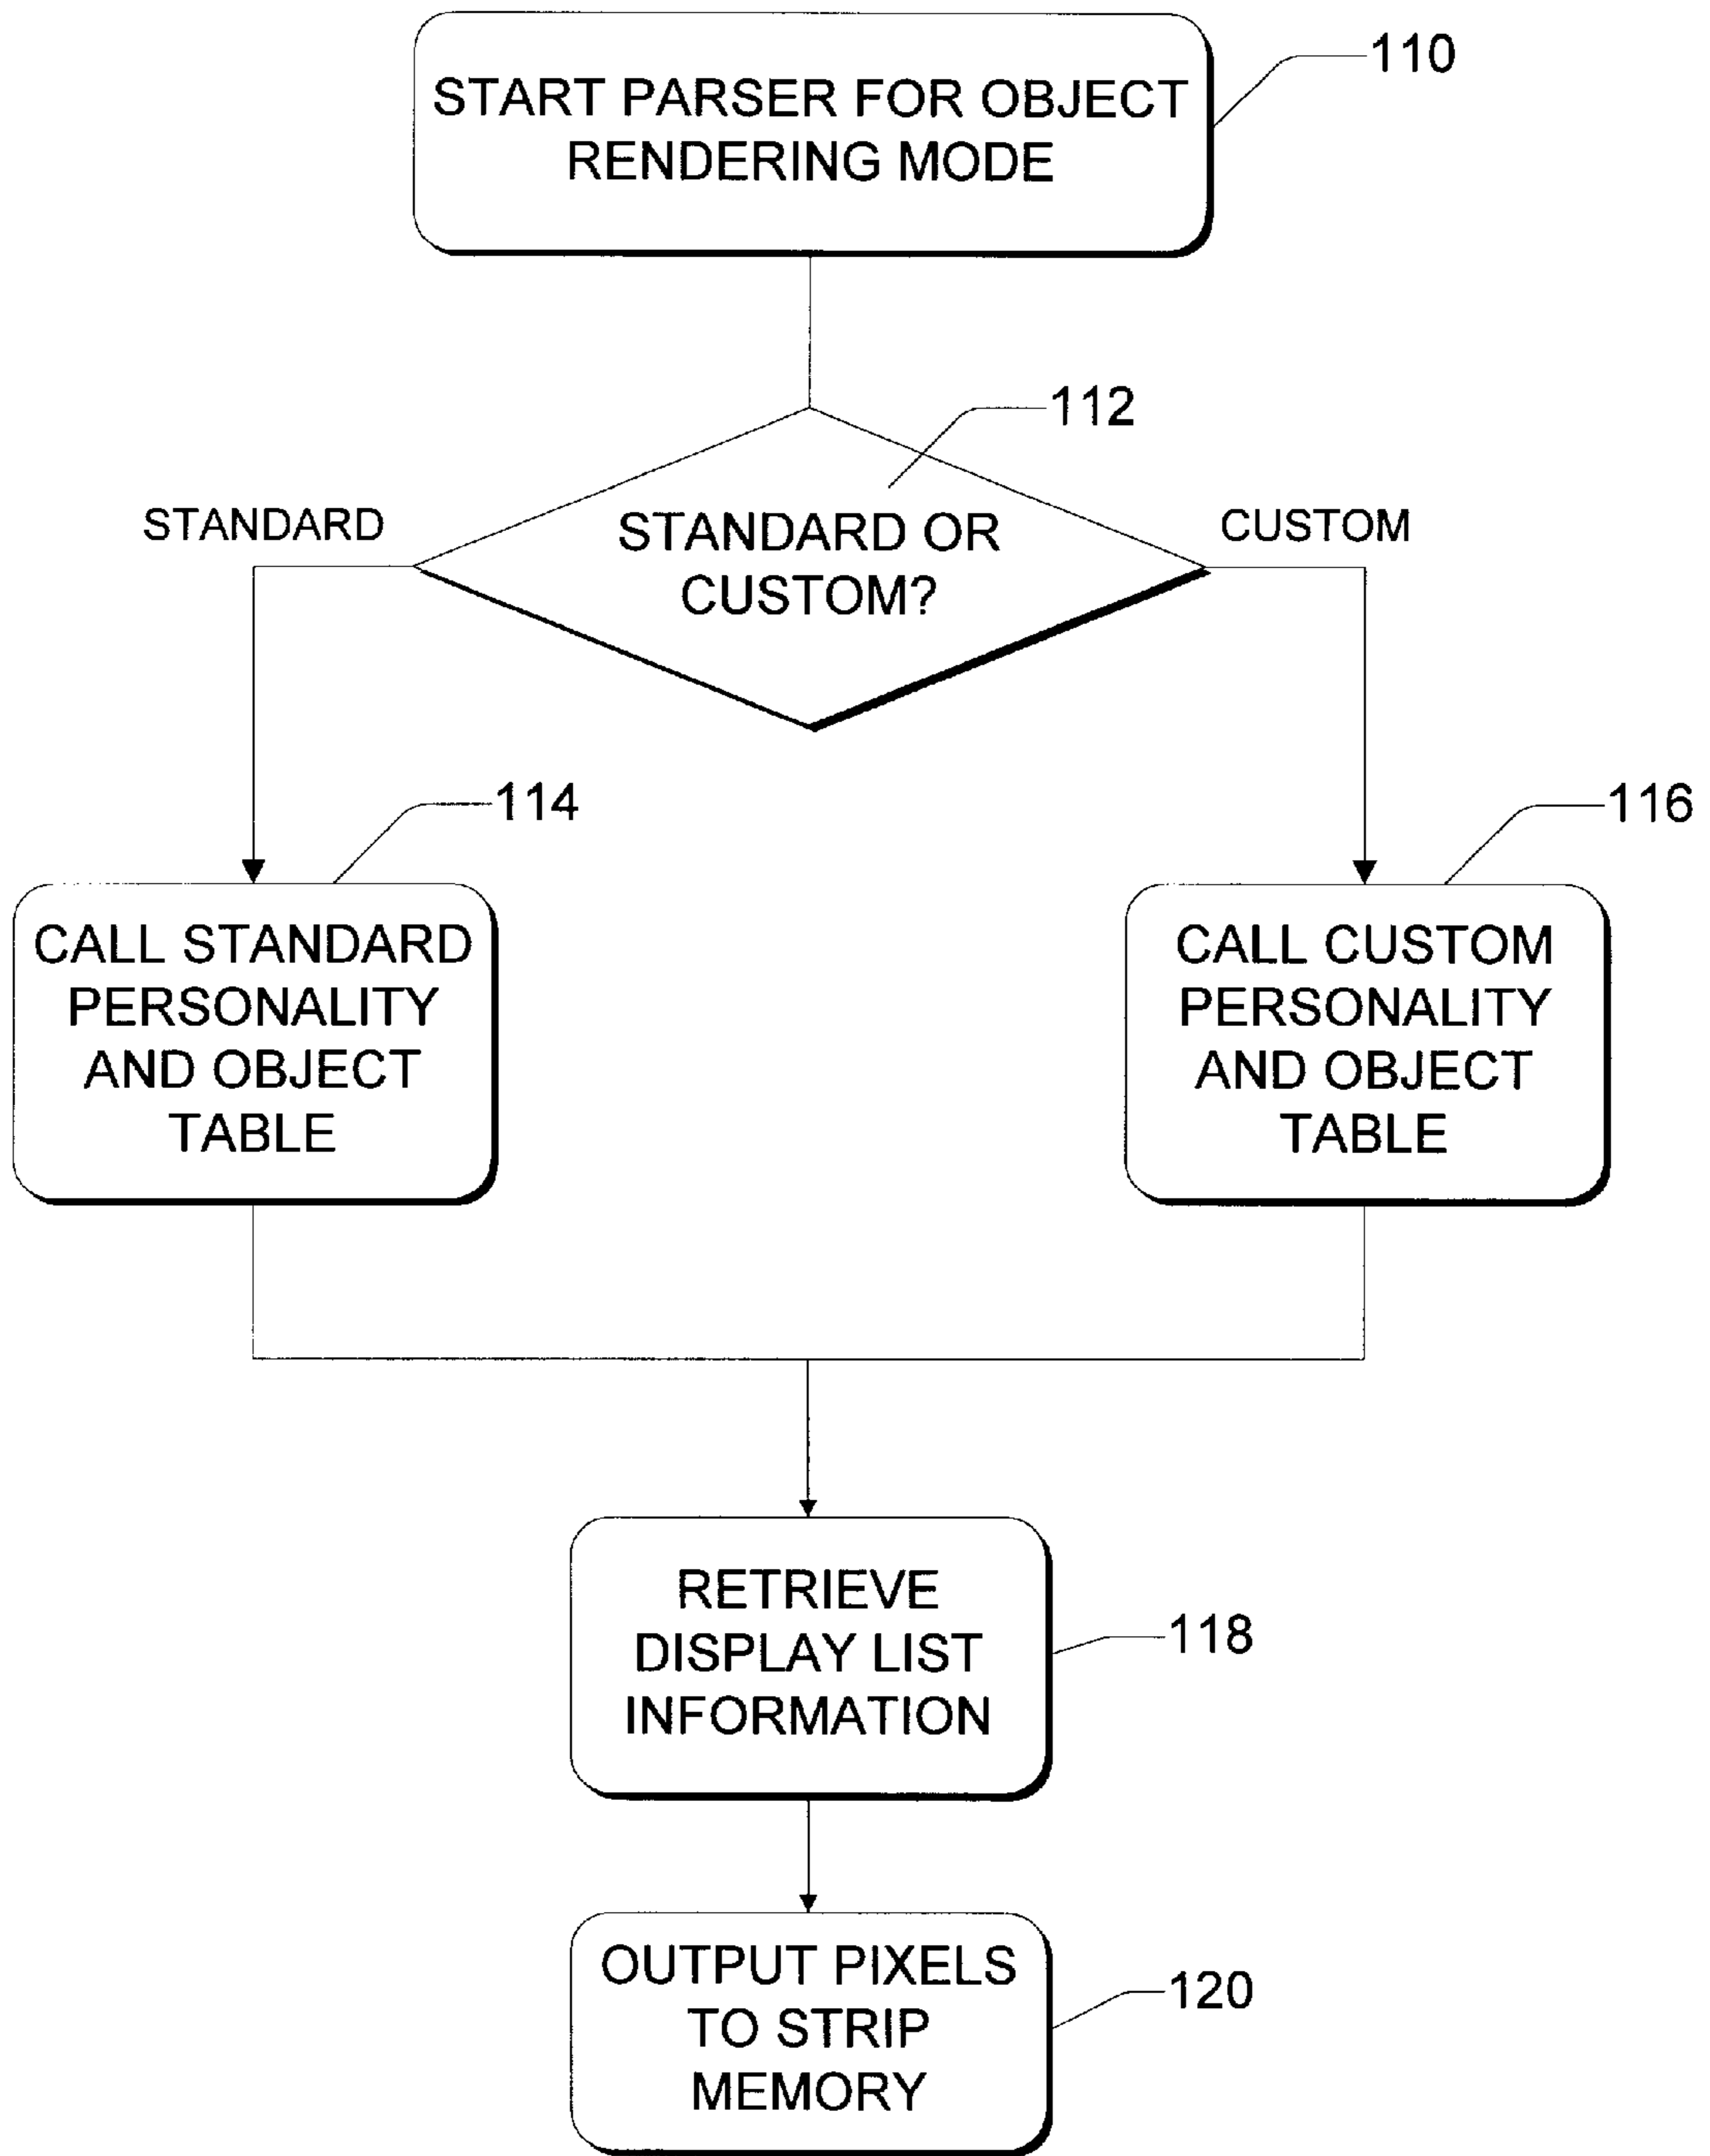 START PARSER FOR OBJECT
RENDERING MODE
110
112
STANDARD
STANDARD OR
CUSTOM?
CUSTOM
114
116
CALL STANDARD
PERSONALITY
AND OBJECT
TABLE
CALL CUSTOM
PERSONALITY
AND OBJECT
TABLE
RETRIEVE
DISPLAY LIST
INFORMATION
118
OUTPUT PIXELS
TO STRIP
MEMORY
120